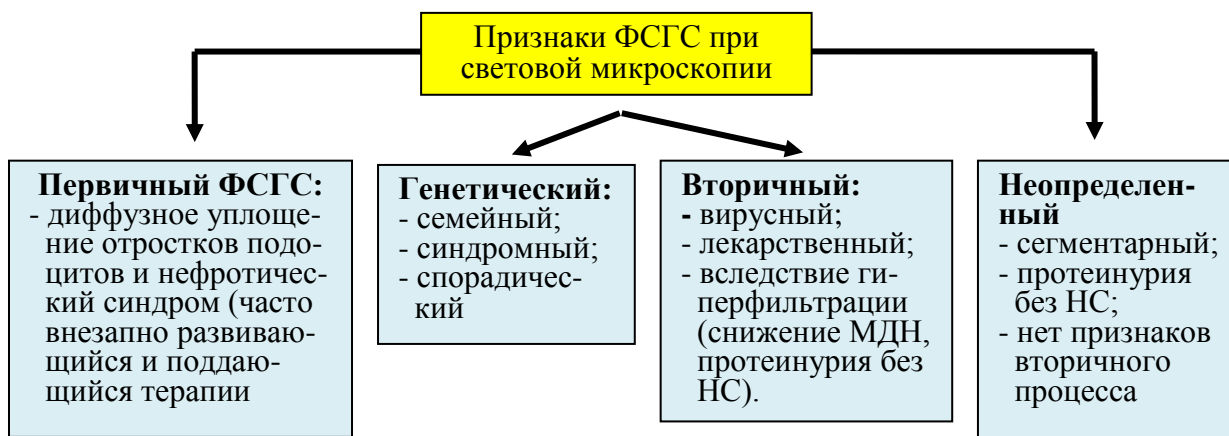 Признаки ФСГС при
световой микроскопии
Первичный ФСГС:
- диффузное уплоще-
ние отростков подо-
цитов и нефротичес-
кий синдром (часто
внезапно развиваю-
щийся и поддаю-
щийся терапии
Генетический:
- семейный;
- синдромный;
- спорадичес-
кий
Вторичный:
- вирусный;
- лекарственный;
- вследствие ги-
перфильтрации
(снижение МДН,
протеинурия без
НС).
Неопределен-
ный
- сегментарный;
- протеинурия
без НС;
- нет признаков
вторичного
процесса